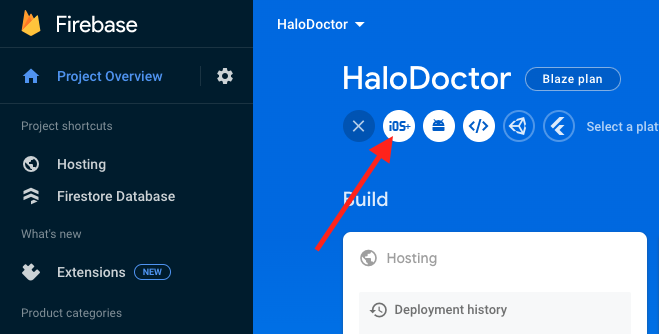 Firebase
Project Overview
Project shortcuts
Hosting
Firestore Database
What's new
Extensions NEW
Product categories
HaloDoctor
HaloDoctor Blaze plan
iOS+ </> Select a plat
Build
Hosting
Deployment history